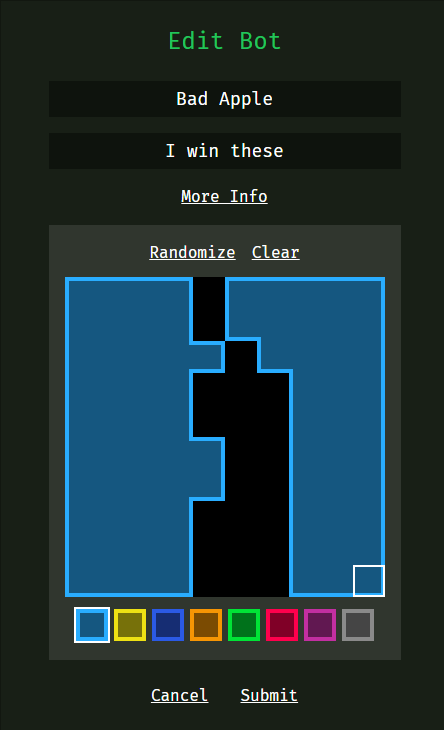 Edit Bot
Bad Apple
I win these
More Info
Randomize Clear
Cancel Submit